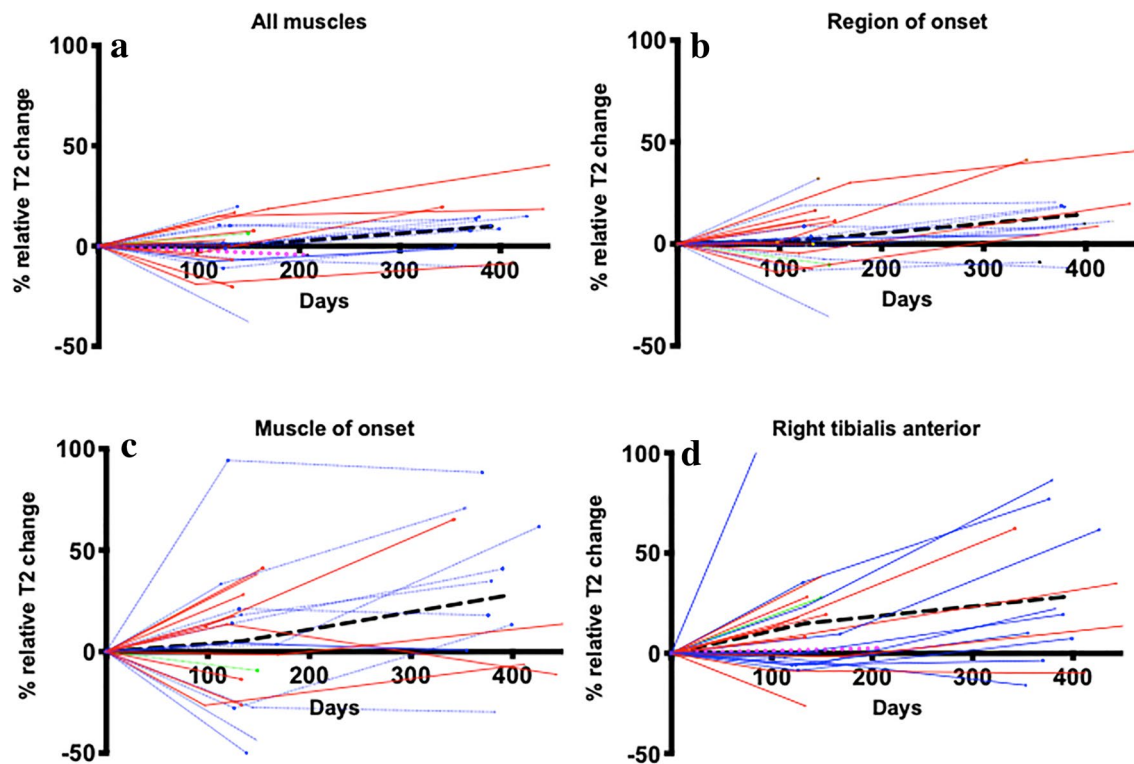 All muscles
a
100
50
0
-50
100
200
300
400
Days
% relative T2 change
Region of onset
b
100
50
0
-50
100
200
300
400
Days
% relative T2 change
Muscle of onset
c
100
50
0
-50
100
200
300
400
Days
% relative T2 change
Right tibialis anterior
d
100
50
0
-50
100
200
300
400
Days
% relative T2 change